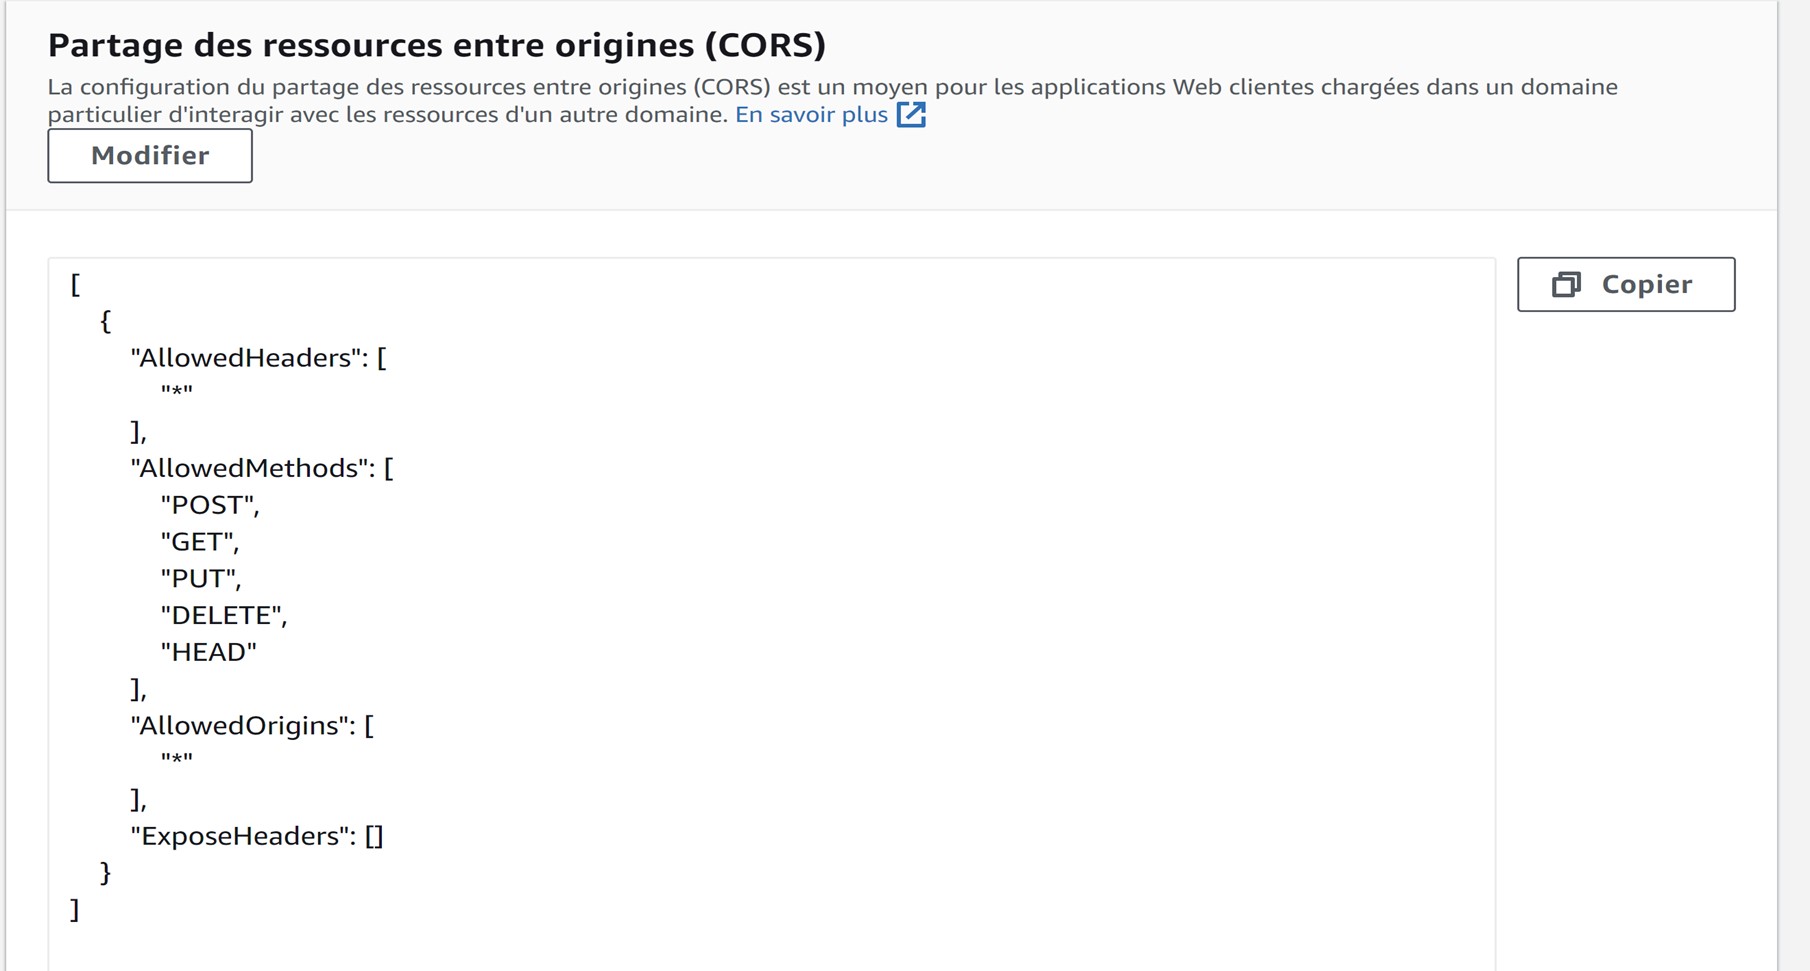 Partage des ressources entre origines (CORS)
La configuration du partage des ressources entre origines (CORS) est un moyen pour les applications Web clientes chargées dans un domaine
particulier d'interagir avec les ressources d'un autre domaine. En savoir plus
Modifier
Copier
[
{
"AllowedHeaders": [
"*"
],
"AllowedMethods": [
"POST",
"GET",
"PUT",
"DELETE",
"HEAD"
],
"AllowedOrigins": [
"*"
],
"ExposeHeaders": []
}
]